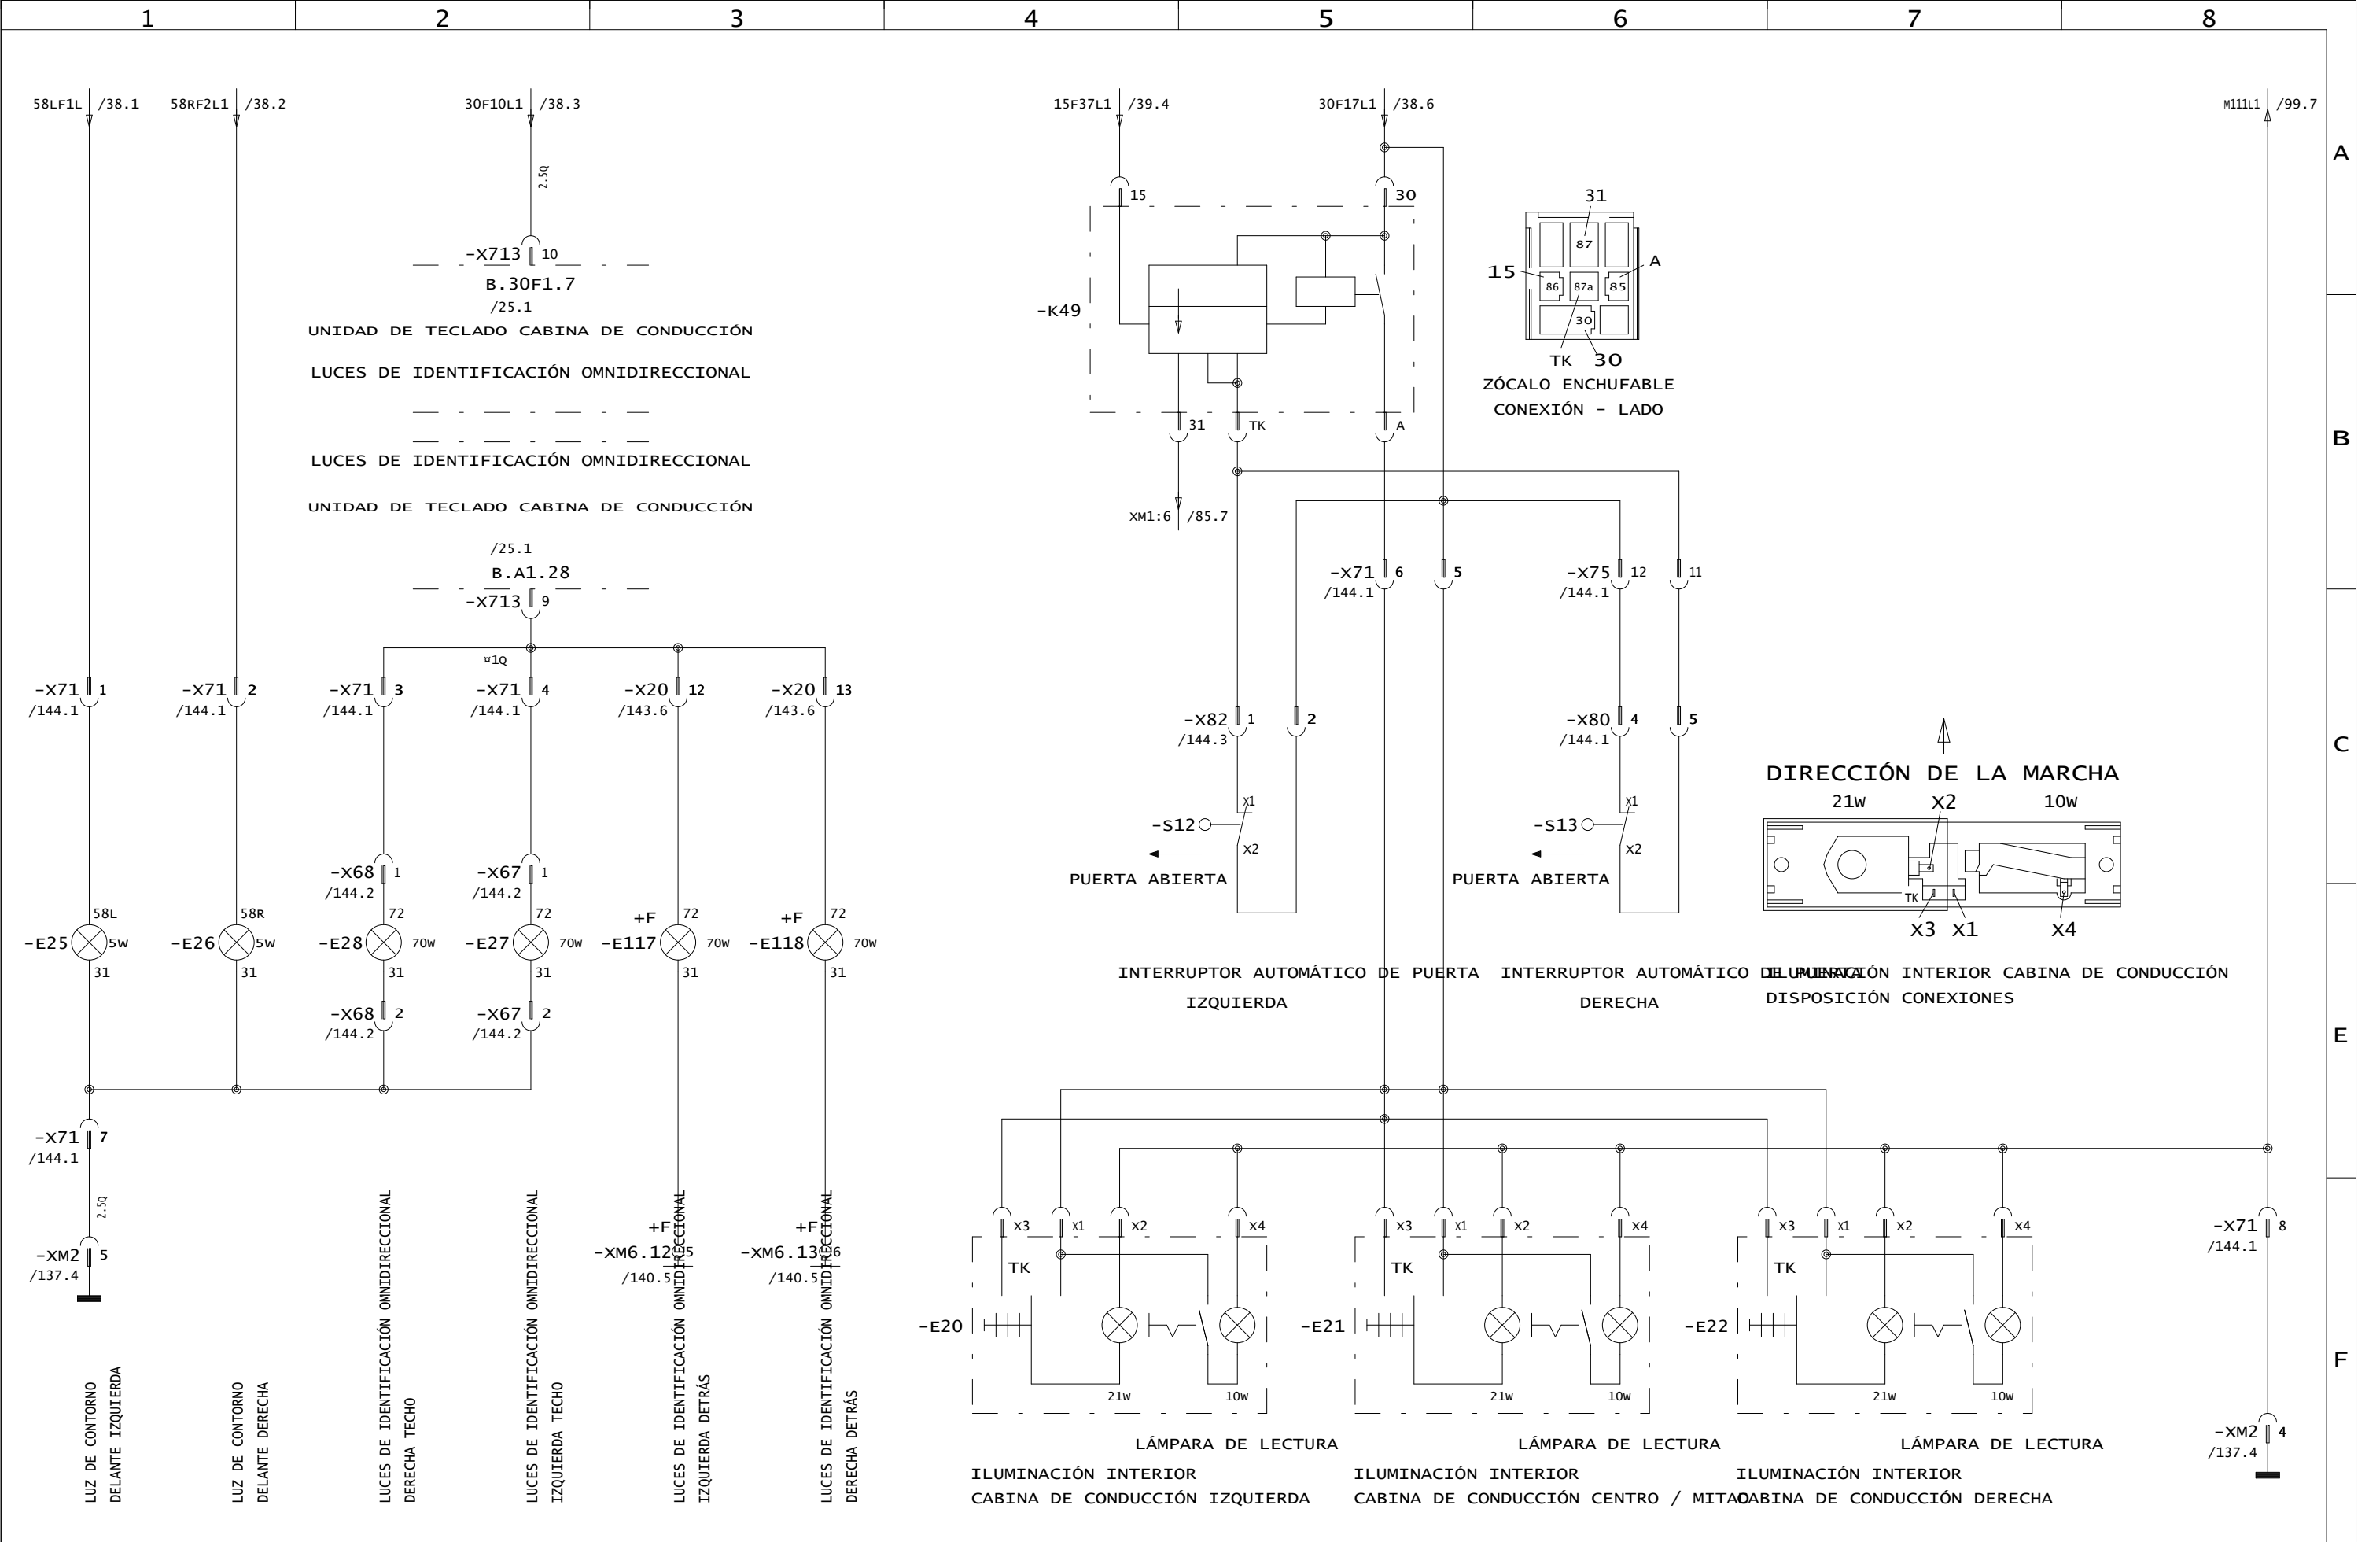 1 2 3 4 5 6 7 8
58LF1L /38.1 58RF2L1 /38.2 30F10L1 /38.3 15F37L1 /39.4 30F17L1 /38.6 M111L1 /99.7
A
2.5Q
15 30
31
87
-X713 10
A
15
B.30F1.7
86 87a 85
/25.1
-K49
30
UNIDAD DE TECLADO CABINA DE CONDUCCIÓN
TK 30
LUCES DE IDENTIFICACIÓN OMNIDIRECCIONAL
ZÓCALO ENCHUFABLE
CONEXIÓN - LADO
31 TK A
B
LUCES DE IDENTIFICACIÓN OMNIDIRECCIONAL
UNIDAD DE TECLADO CABINA DE CONDUCCIÓN
XM1:6 /85.7
/25.1
B.A1.28
-X71 6 5 -X75 12 11
/144.1 /144.1
-X713 9
¤1Q
-X71 1 -X71 2 -X71 3 -X71 4 -X20 12 -X20 13
/144.1 /144.1 /144.1 /144.1 /143.6 /143.6
-X82 1 2 -X80 4 5
/144.3 /144.1
C
DIRECCIÓN DE LA MARCHA
21W X2 10W
X1 X1
-S12 -S13
X2 X2
PUERTA ABIERTA PUERTA ABIERTA
-X68 1 -X67 1
/144.2 /144.2
TK
X3 X1 X4
58L 58R 72 72 +F 72 +F 72
-E25 5W -E26 5W -E28 70W -E27 70W -E117 70W -E118 70W
31 31 31 31 31 31
INTERRUPTOR AUTOMÁTICO DE PUERTA INTERRUPTOR AUTOMÁTICO DE PUERTA ILUMINACIÓN INTERIOR CABINA DE CONDUCCIÓN
IZQUIERDA DERECHA DISPOSICIÓN CONEXIONES
-X68 2 -X67 2
/144.2 /144.2
E
-X71 7
/144.1
2.5Q
-XM2 5
/137.4
+F +F
-XM6.12 -XM6.13
/140.5 /140.5
X3 X1 X2 X4 X3 X1 X2 X4 X3 X1 X2 X4
-X71 8
/144.1
TK TK TK
-E20 -E21 -E22
F
21W 10W 21W 10W 21W 10W
-XM2 4
/137.4
LÁMPARA DE LECTURA LÁMPARA DE LECTURA LÁMPARA DE LECTURA
ILUMINACIÓN INTERIOR ILUMINACIÓN INTERIOR ILUMINACIÓN INTERIOR
CABINA DE CONDUCCIÓN IZQUIERDA CABINA DE CONDUCCIÓN CENTRO / MITAD CABINA DE CONDUCCIÓN DERECHA
LUZ DE CONTORNO
DELANTE IZQUIERDA
LUZ DE CONTORNO
DELANTE DERECHA
LUCES DE IDENTIFICACIÓN OMNIDIRECCIONAL
DERECHA TECHO
LUCES DE IDENTIFICACIÓN OMNIDIRECCIONAL
IZQUIERDA TECHO
LUCES DE IDENTIFICACIÓN OMNIDIRECCIONAL
IZQUIERDA DETRÁS
LUCES DE IDENTIFICACIÓN OMNIDIRECCIONAL
DERECHA DETRÁS